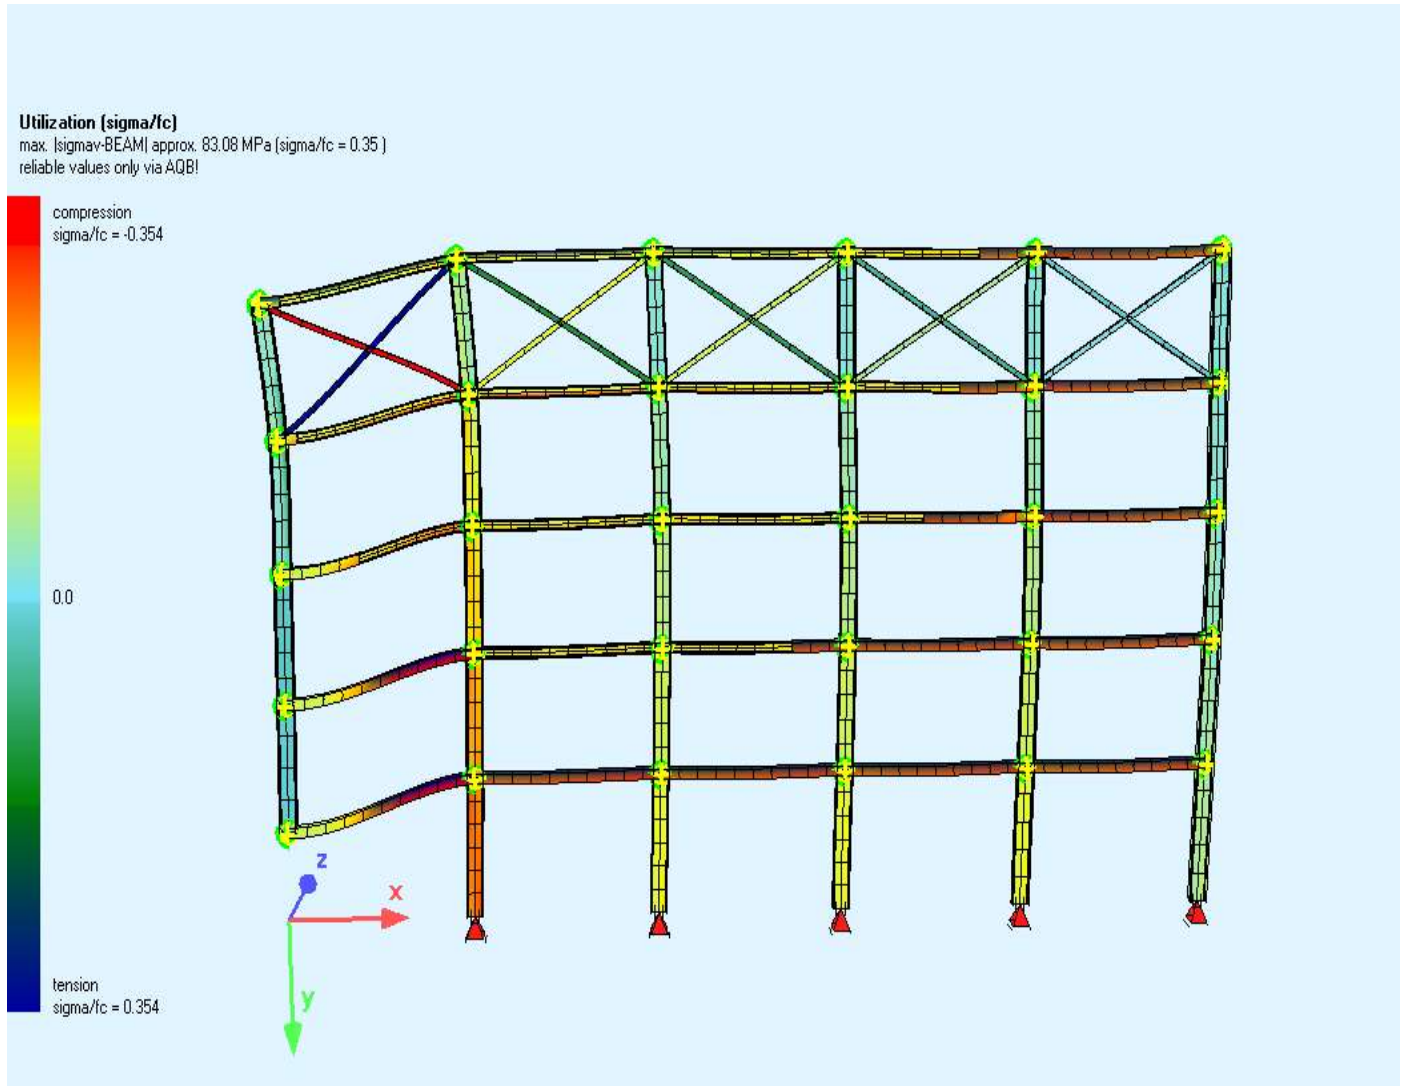 Utilization (sigma/fc)
max. |sigmav-BEAM| approx. 83.08 MPa (sigma/fc = 0.35 )
reliable values only via AQB!
compression
sigma/fc = -0.354
0.0
tension
sigma/fc = 0.354
z
x
y